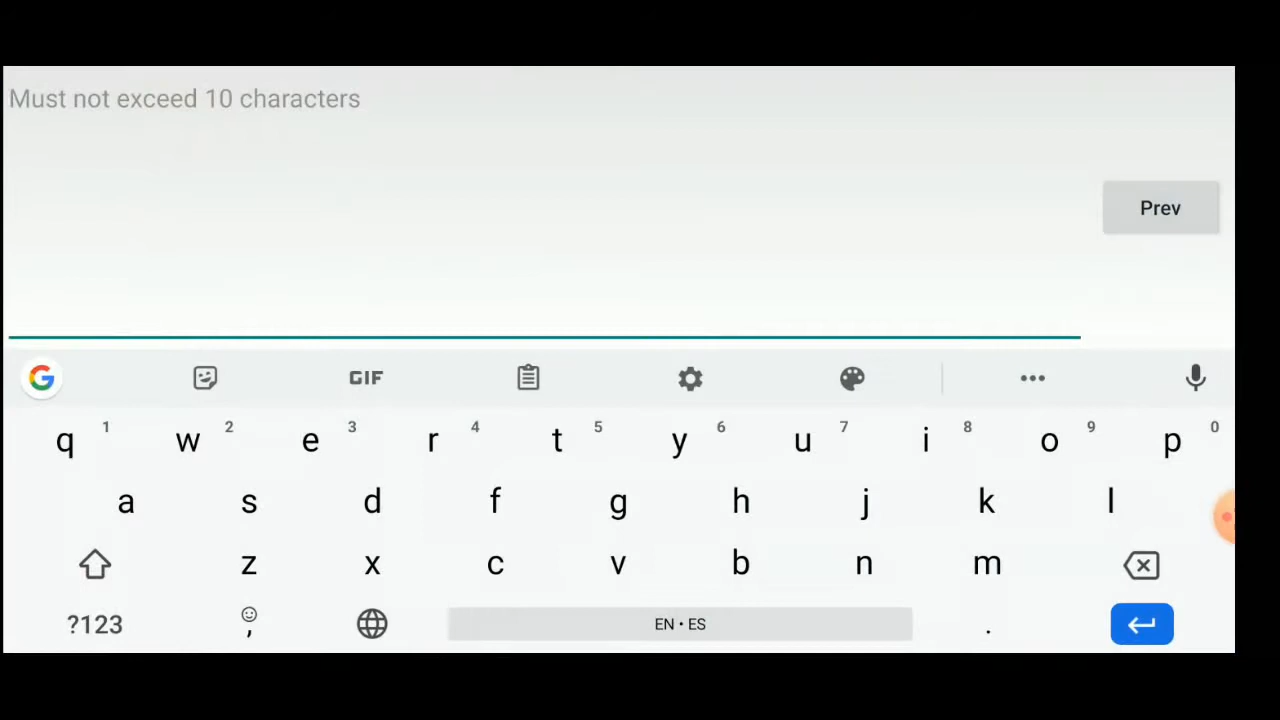 Must not exceed 10 characters
Prev
G GIF
q 1 w 2 e 3 r 4 t 5 y 6 u 7 i 8 o 9 p 0
a s d f g h j k l
z x c v b n m
?123 , EN • ES .